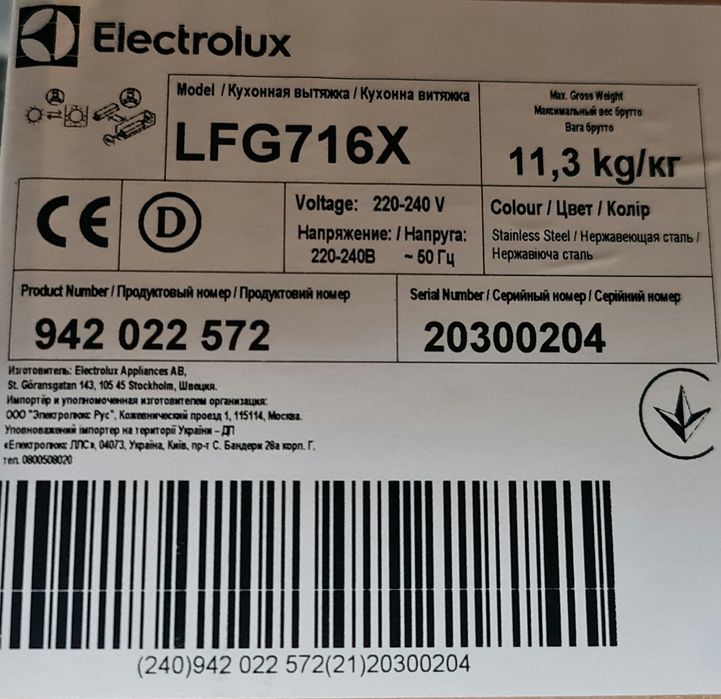 Electrolux
Model / Кухонная вытяжка / Кухонна витяжка
LFG716X
Max. Gross Weight
Максимальный вес брутто
Вага брутто
11,3 kg/кг
CE
D
Voltage: 220-240 V
Напряжение: / Напруга:
220-240В ~ 50 Гц
Colour / Цвет / Колір
Stainless Steel / Нержавеющая сталь /
Нержавіюча сталь
Product Number / Продуктовый номер / Продуктовий номер
942 022 572
Serial Number / Серийный номер / Серійний номер
20300204
Изготовитель: Electrolux Appliances AB,
St. Göransgatan 143, 105 45 Stockholm, Швеция.
Импортёр и уполномоченная изготовителем организация:
ООО "Электролюкс Рус", Кожевнический проезд 1, 115114, Москва.
Уповноважений імпортер на території України – ДП
«Електролюкс ЛЛС», 04073, Україна, Київ, пр-т С. Бандери 28а корп. Г.
тел. 0800508020
(240)942 022 572(21)20300204